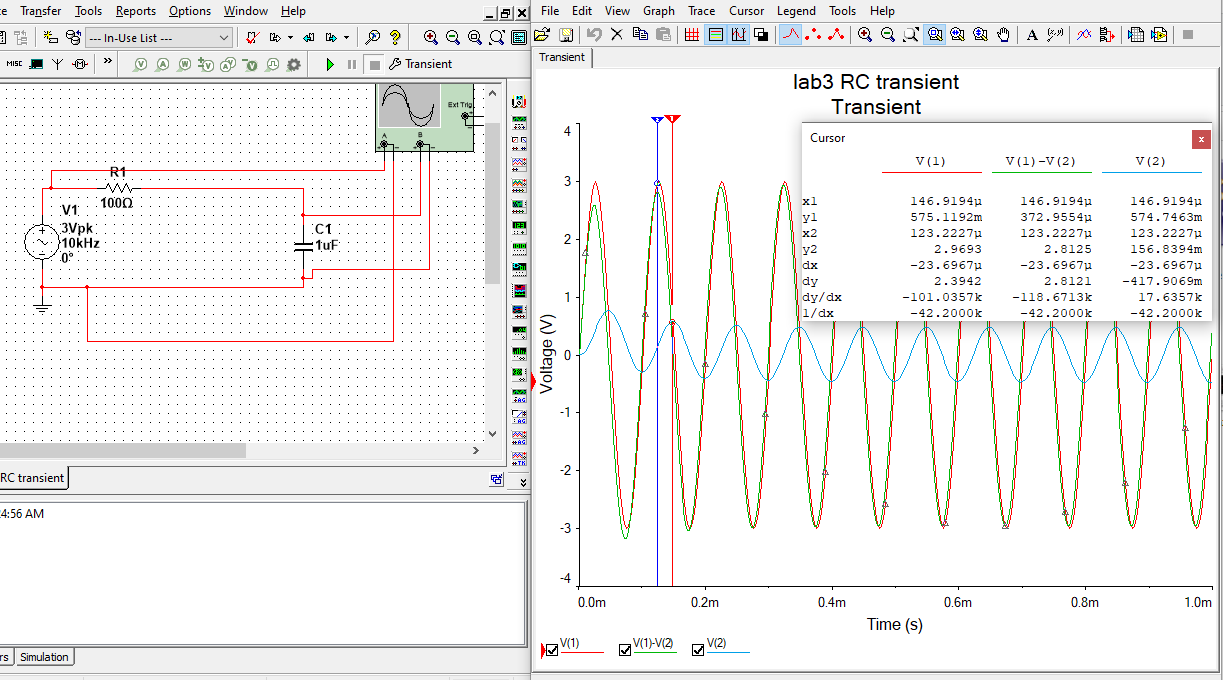 Transfer Tools Reports Options Window Help
--- In-Use List ---
MISC
Transient
Ext Trig
A B
R1
100Ω
V1
3Vpk
10kHz
0°
C1
1uF
RC transient
4:56 AM
Simulation
File Edit View Graph Trace Cursor Legend Tools Help
Transient
lab3 RC transient
Transient
Cursor
V(1) V(1)-V(2) V(2)
x1 146.9194µ 146.9194µ 146.9194µ
y1 575.1192m 372.9554µ 574.7463m
x2 123.2227µ 123.2227µ 123.2227µ
y2 2.9693 2.8125 156.8394m
dx -23.6967µ -23.6967µ -23.6967µ
dy 2.3942 2.8121 -417.9069m
dy/dx -101.0357k -118.6713k 17.6357k
1/dx -42.2000k -42.2000k -42.2000k
Voltage (V)
4
3
2
1
0
-1
-2
-3
-4
0.0m 0.2m 0.4m 0.6m 0.8m 1.0m
Time (s)
V(1) V(1)-V(2) V(2)